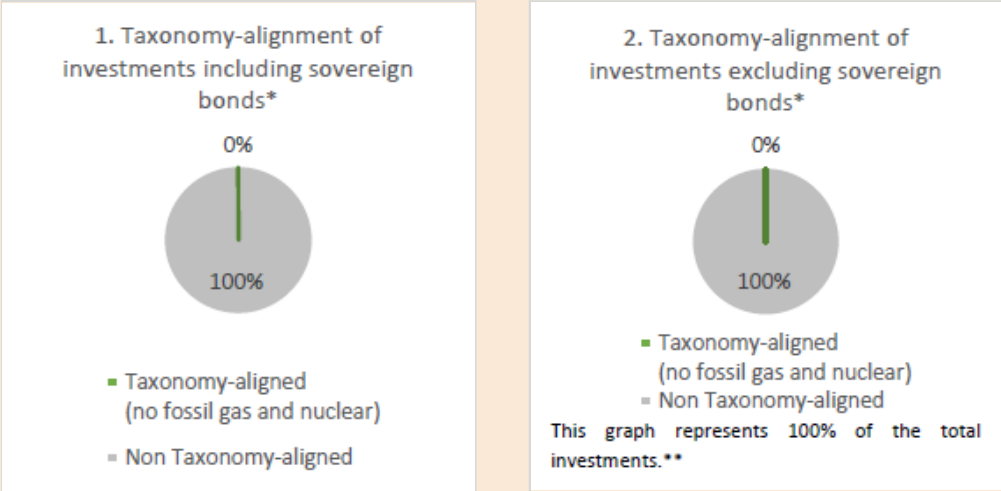 1. Taxonomy-alignment of
investments including sovereign
bonds*
0%
100%
Taxonomy-aligned
(no fossil gas and nuclear)
Non Taxonomy-aligned
2. Taxonomy-alignment of
investments excluding sovereign
bonds*
0%
100%
Taxonomy-aligned
(no fossil gas and nuclear)
Non Taxonomy-aligned
This graph represents 100% of the total
investments.**